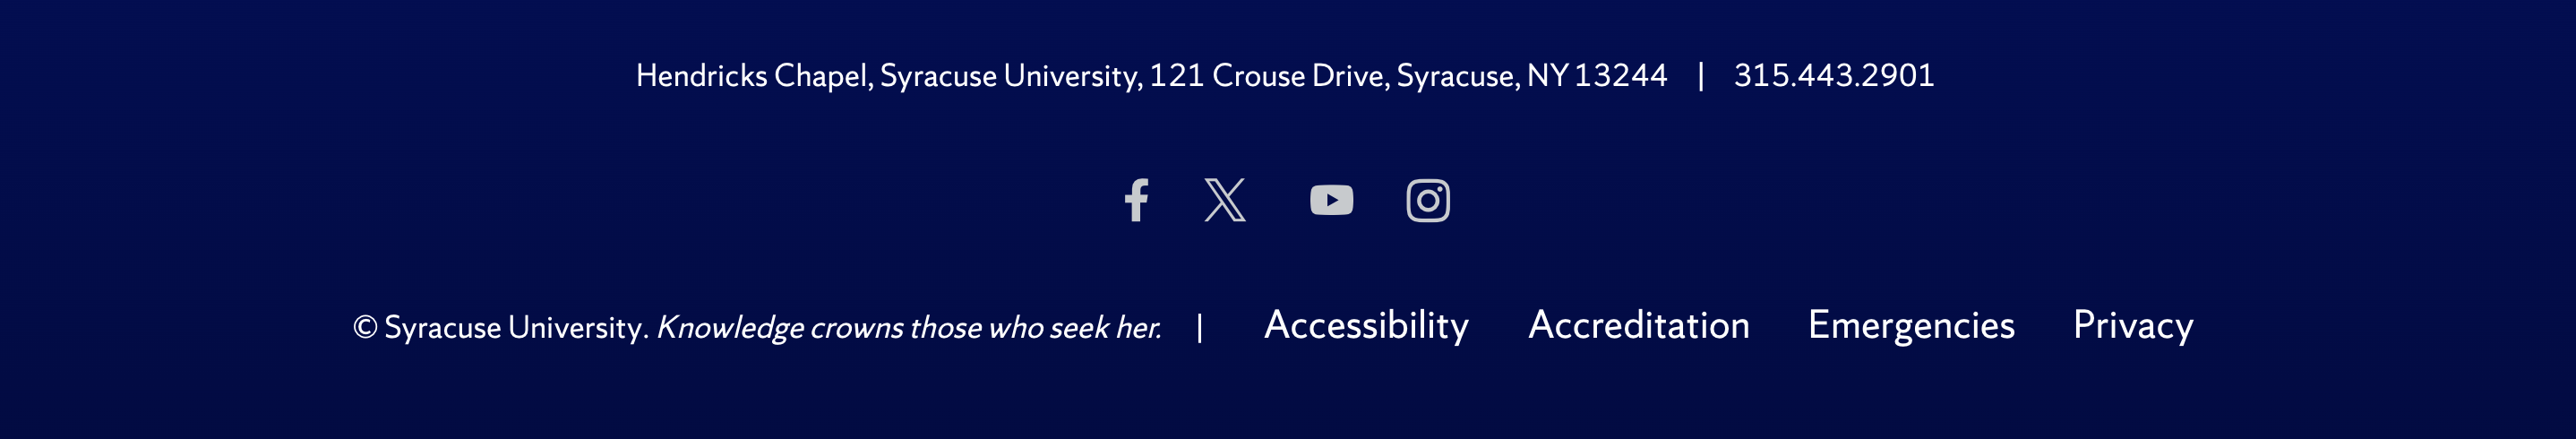 Hendricks Chapel, Syracuse University, 121 Crouse Drive, Syracuse, NY 13244 | 315.443.2901
© Syracuse University. Knowledge crowns those who seek her. | Accessibility Accreditation Emergencies Privacy